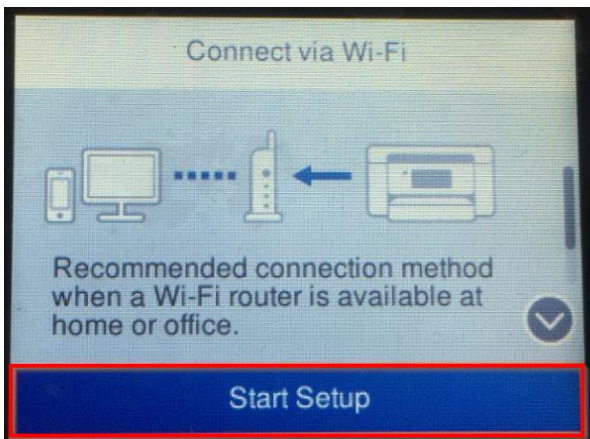 Connect via Wi-Fi
Recommended connection method
when a Wi-Fi router is available at
home or office.
Start Setup